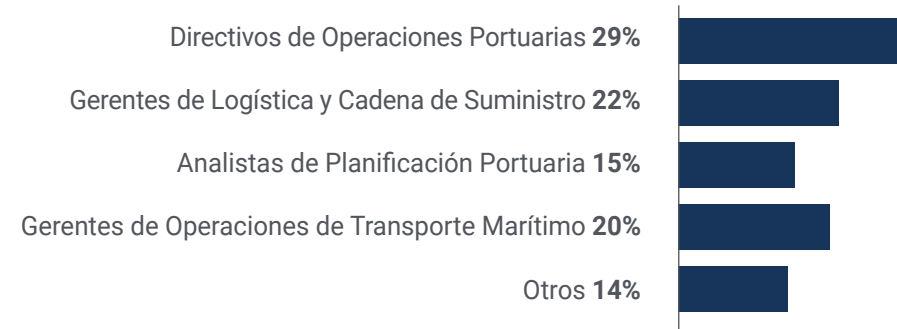 Directivos de Operaciones Portuarias 29%
Gerentes de Logística y Cadena de Suministro 22%
Analistas de Planificación Portuaria 15%
Gerentes de Operaciones de Transporte Marítimo 20%
Otros 14%